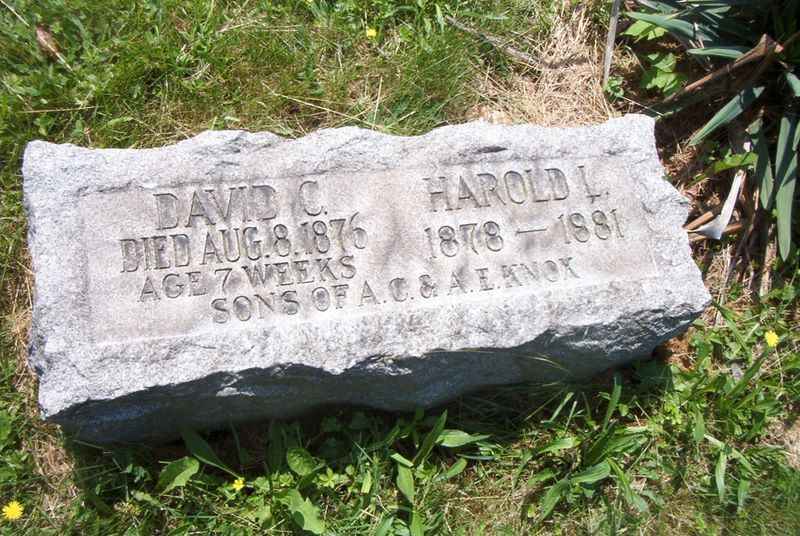 DAVID C.
DIED AUG. 8, 1876
AGE 7 WEEKS
HAROLD L.
1878 — 1881
SONS OF A. C. & A. E. KNOX